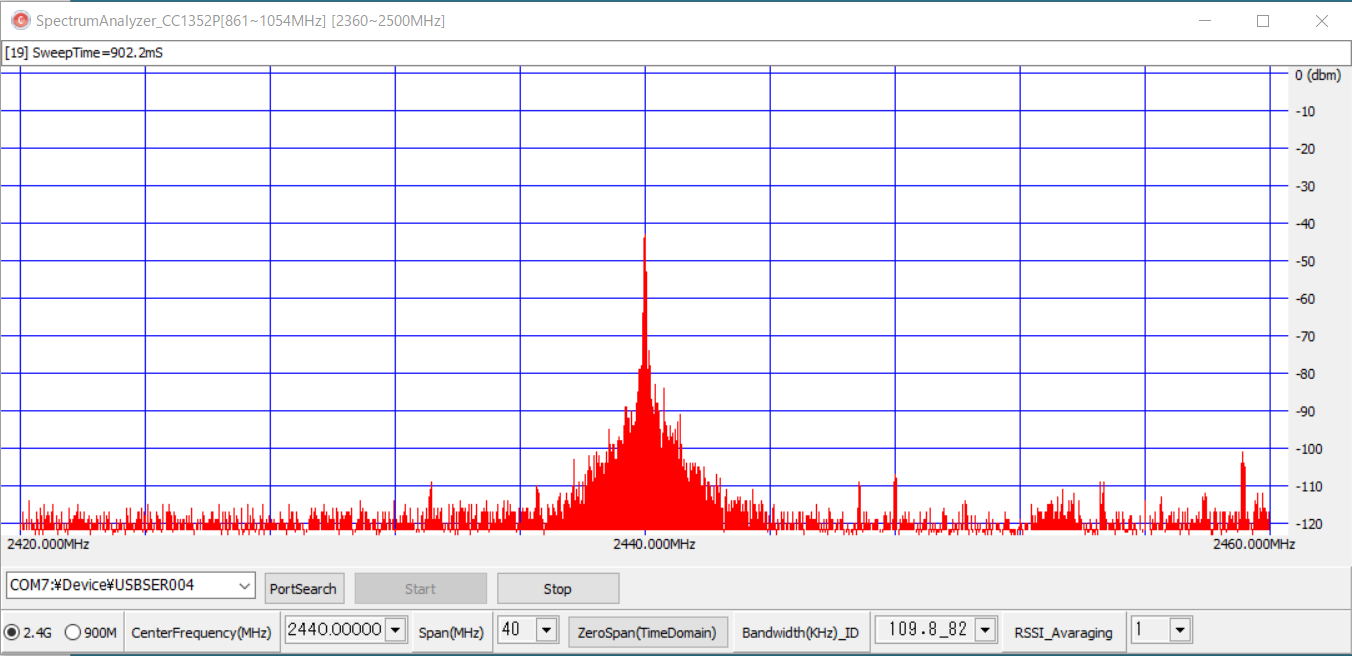 SpectrumAnalyzer_CC1352P[861~1054MHz] [2360~2500MHz]
[19] SweepTime=902.2mS
0 (dbm)
-10
-20
-30
-40
-50
-60
-70
-80
-90
-100
-110
-120
2420.000MHz 2440.000MHz 2460.000MHz
COM7:¥Device¥USBSER004 PortSearch Start Stop
2.4G 900M CenterFrequency(MHz) 2440.00000 Span(MHz) 40 ZeroSpan(TimeDomain) Bandwidth(KHz)_ID 109.8_82 RSSI_Avaraging 1